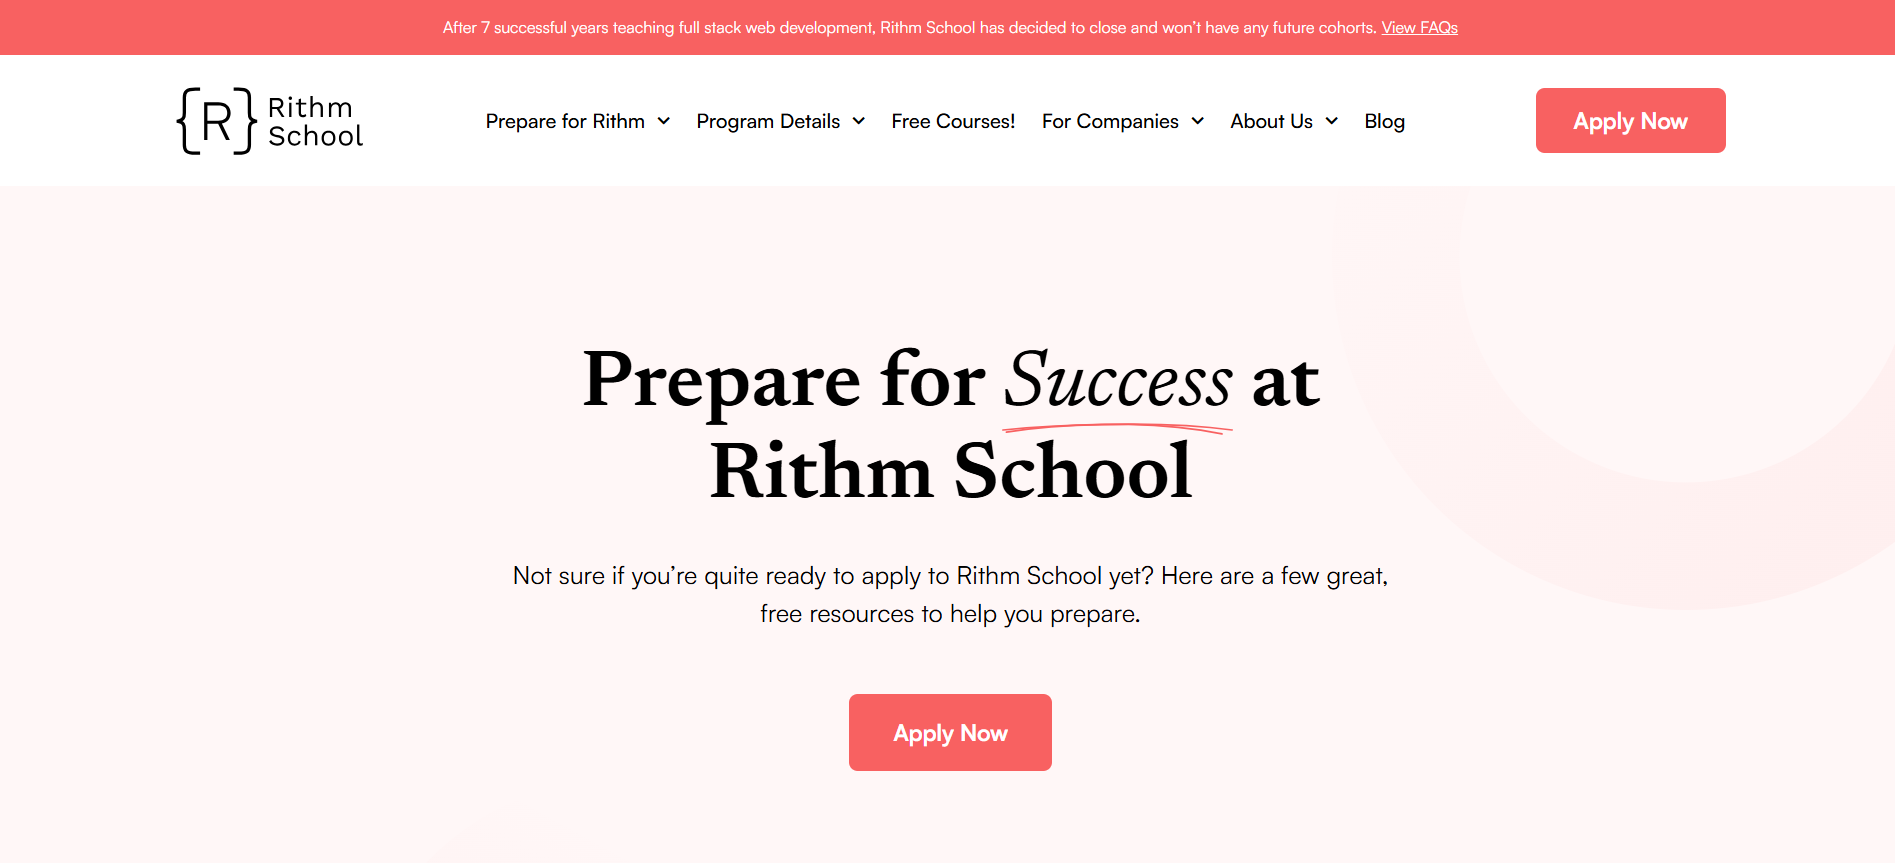 After 7 successful years teaching full stack web development, Rithm School has decided to close and won’t have any future cohorts. View FAQs
{R} Rithm
School
Prepare for Rithm Program Details Free Courses! For Companies About Us Blog
Apply Now
Prepare for Success at
Rithm School
Not sure if you’re quite ready to apply to Rithm School yet? Here are a few great,
free resources to help you prepare.
Apply Now